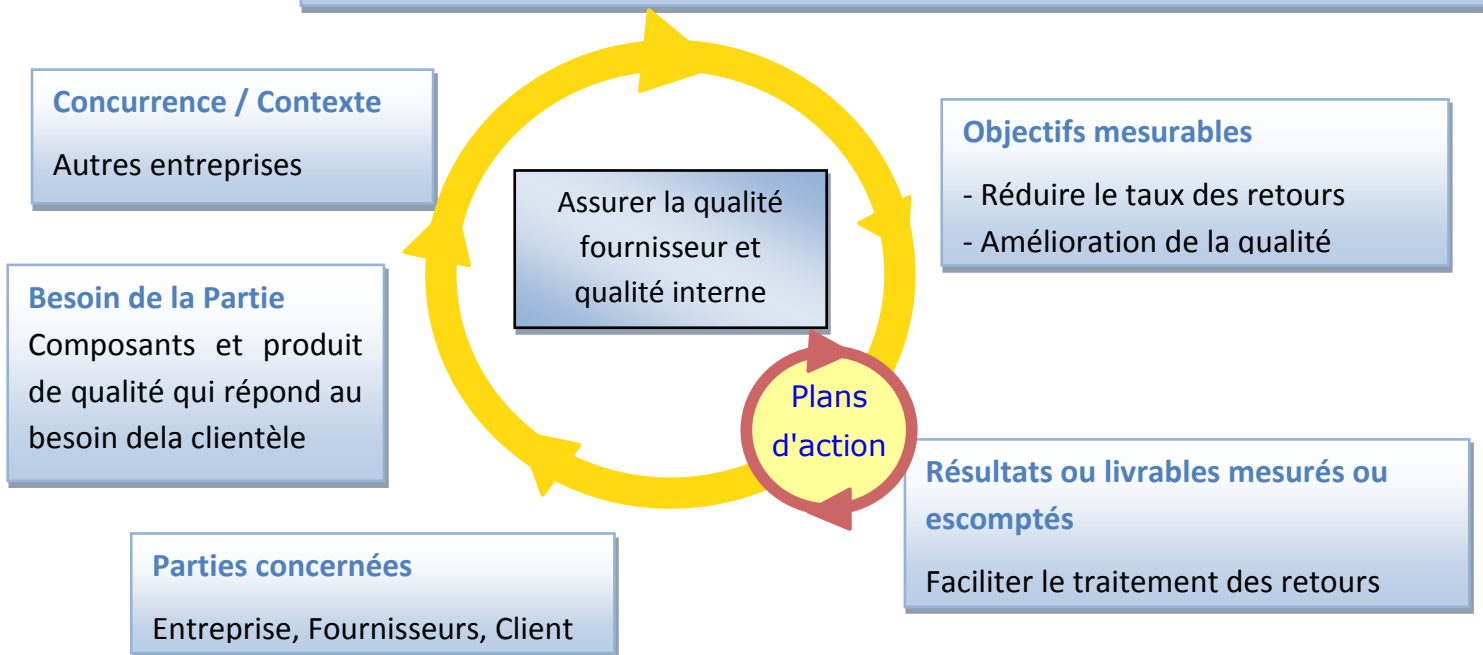 Concurrence / Contexte
Autres entreprises
Objectifs mesurables
- Réduire le taux des retours
- Amélioration de la qualité
Assurer la qualité
fournisseur et
qualité interne
Besoin de la Partie
Composants et produit
de qualité qui répond au
besoin dela clientèle
Plans
d'action
Résultats ou livrables mesurés ou
escomptés
Faciliter le traitement des retours
Parties concernées
Entreprise, Fournisseurs, Client